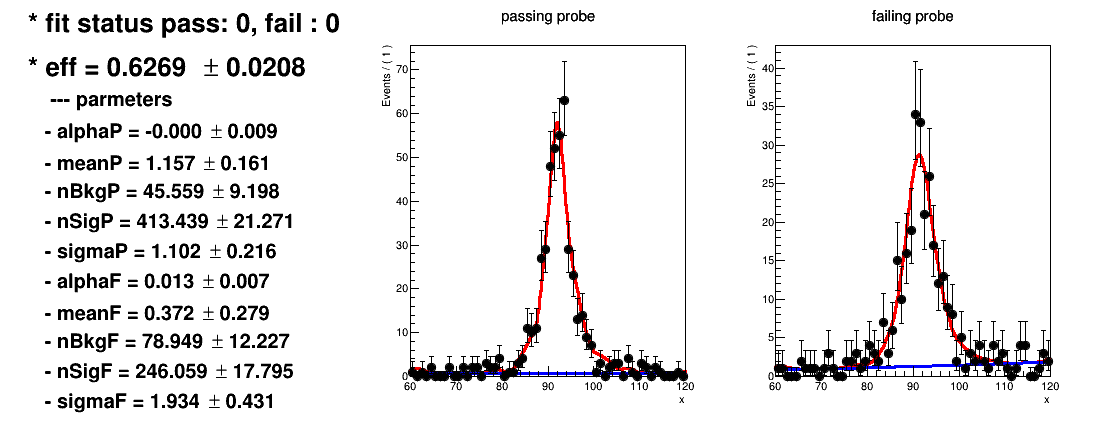 * fit status pass: 0, fail : 0
* eff = 0.6269 ± 0.0208
--- parmeters
- alphaP = -0.000 ± 0.009
- meanP = 1.157 ± 0.161
- nBkgP = 45.559 ± 9.198
- nSigP = 413.439 ± 21.271
- sigmaP = 1.102 ± 0.216
- alphaF = 0.013 ± 0.007
- meanF = 0.372 ± 0.279
- nBkgF = 78.949 ± 12.227
- nSigF = 246.059 ± 17.795
- sigmaF = 1.934 ± 0.431
passing probe
Events / ( 1 )
70
60
50
40
30
20
10
0
60 70 80 90 100 110 120
x
failing probe
Events / ( 1 )
40
35
30
25
20
15
10
5
0
60 70 80 90 100 110 120
x